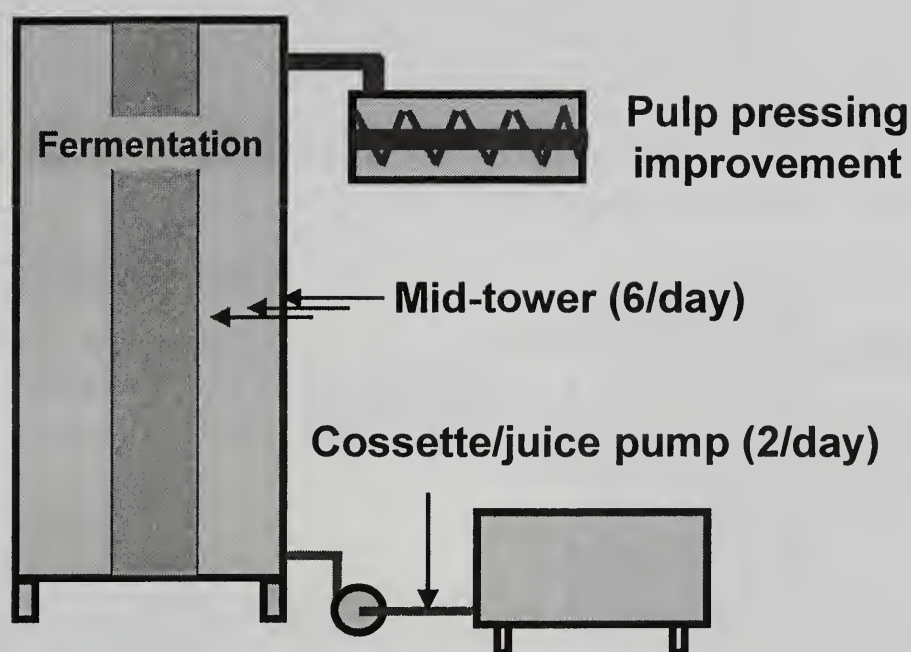 Fermentation
Pulp pressing
improvement
Mid-tower (6/day)
Cossette/juice pump (2/day)